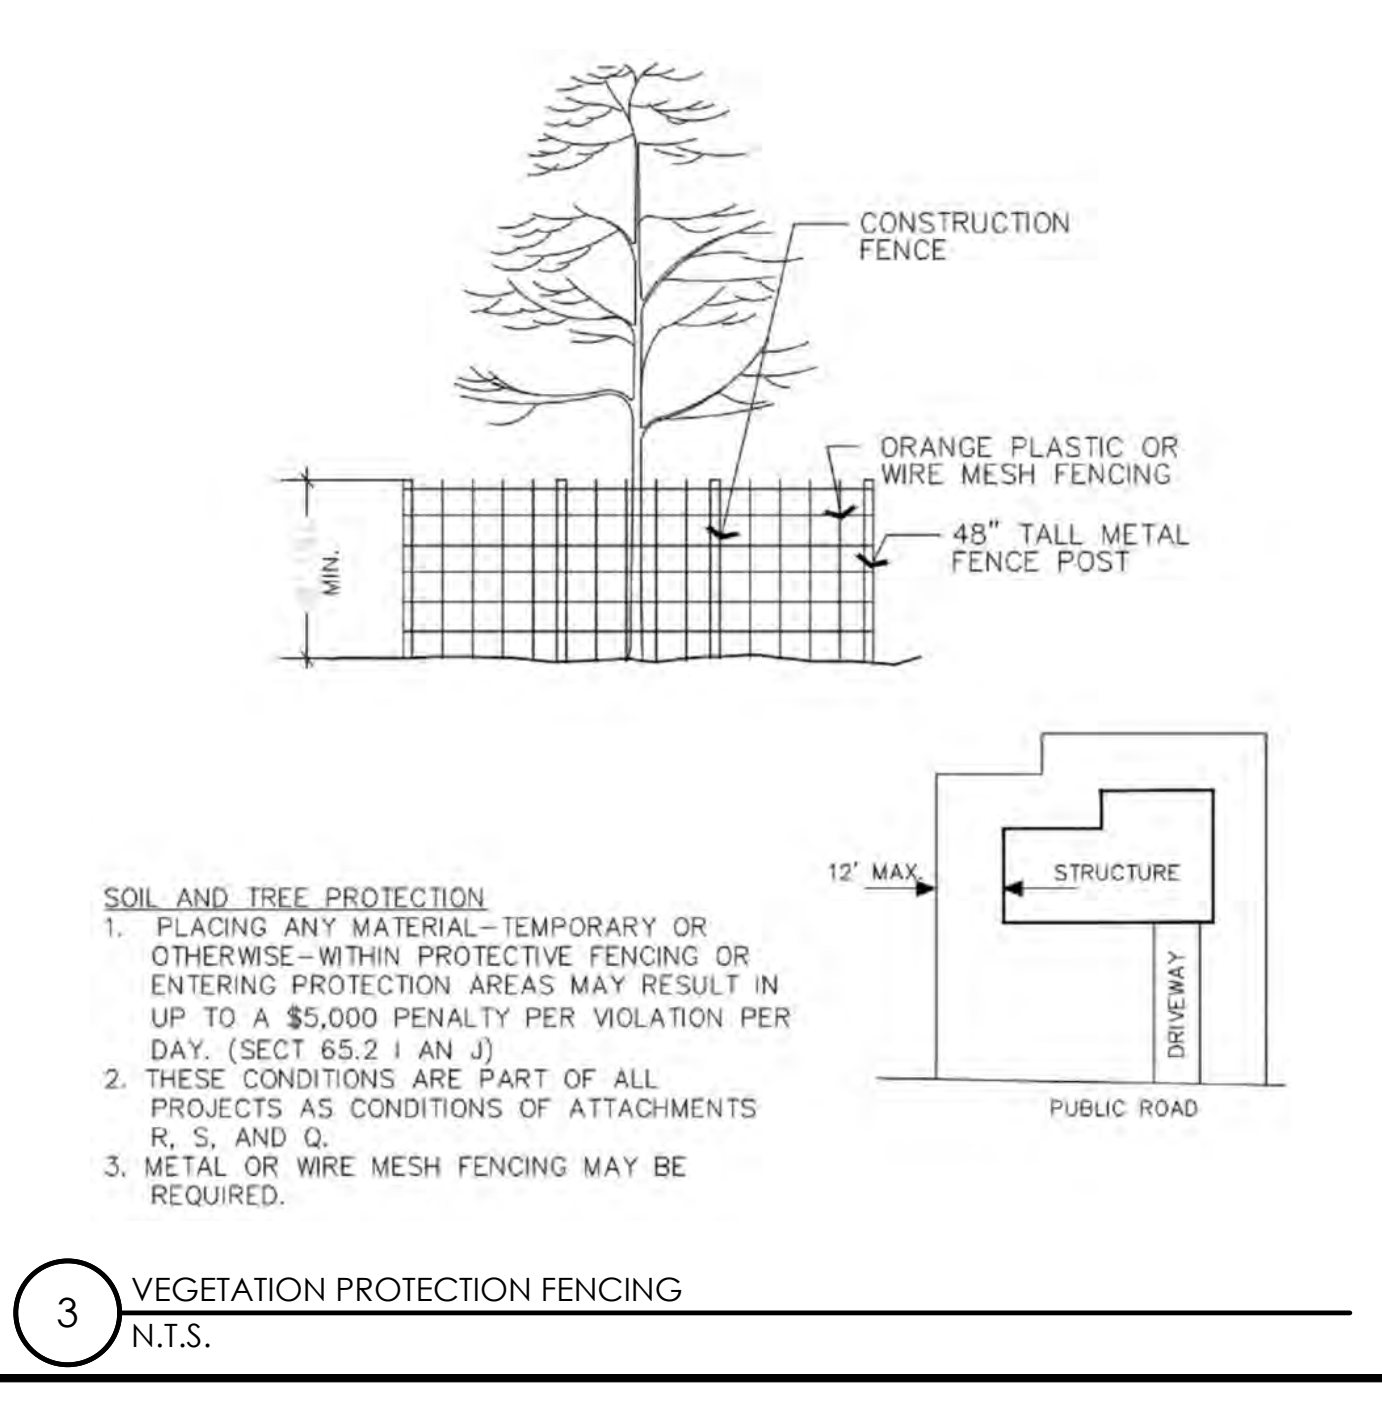 CONSTRUCTION
FENCE
ORANGE PLASTIC OR
WIRE MESH FENCING
48" TALL METAL
FENCE POST
MIN.
12' MAX.
STRUCTURE
DRIVEWAY
PUBLIC ROAD
SOIL AND TREE PROTECTION
1. PLACING ANY MATERIAL-TEMPORARY OR
OTHERWISE-WITHIN PROTECTIVE FENCING OR
ENTERING PROTECTION AREAS MAY RESULT IN
UP TO A $5,000 PENALTY PER VIOLATION PER
DAY. (SECT 65.2 I AN J)
2. THESE CONDITIONS ARE PART OF ALL
PROJECTS AS CONDITIONS OF ATTACHMENTS
R, S, AND Q.
3. METAL OR WIRE MESH FENCING MAY BE
REQUIRED.
3
VEGETATION PROTECTION FENCING
N.T.S.